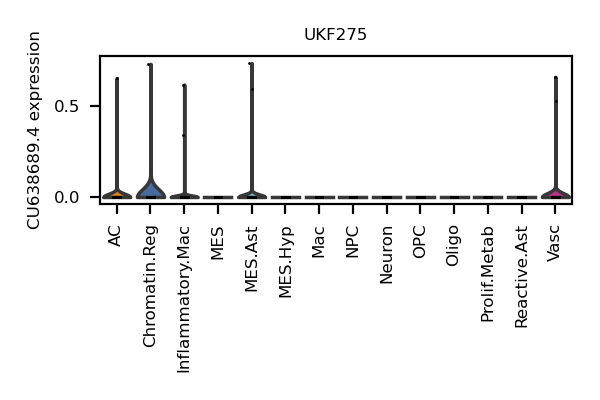 UKF275
CU638689.4 expression
0.5
0.0
AC
Chromatin.Reg
Inflammatory.Mac
MES
MES.Ast
MES.Hyp
Mac
NPC
Neuron
OPC
Oligo
Prolif.Metab
Reactive.Ast
Vasc